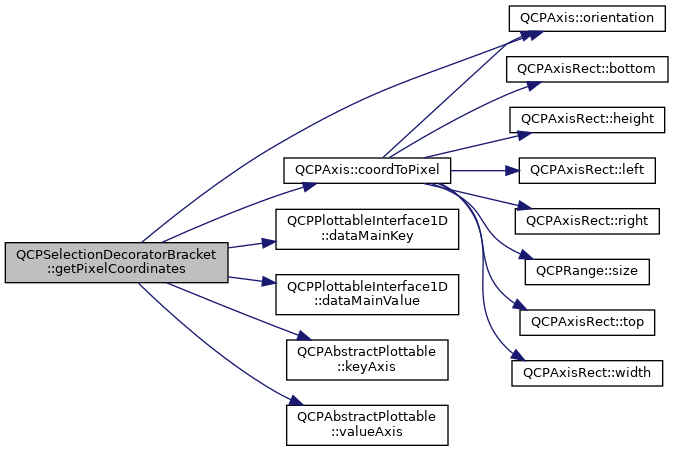 QCPSelectionDecoratorBracket
::getPixelCoordinates
QCPAxis::coordToPixel
QCPPlottableInterface1D
::dataMainKey
QCPPlottableInterface1D
::dataMainValue
QCPAbstractPlottable
::keyAxis
QCPAbstractPlottable
::valueAxis
QCPAxis::orientation
QCPAxisRect::bottom
QCPAxisRect::height
QCPAxisRect::left
QCPAxisRect::right
QCPRange::size
QCPAxisRect::top
QCPAxisRect::width